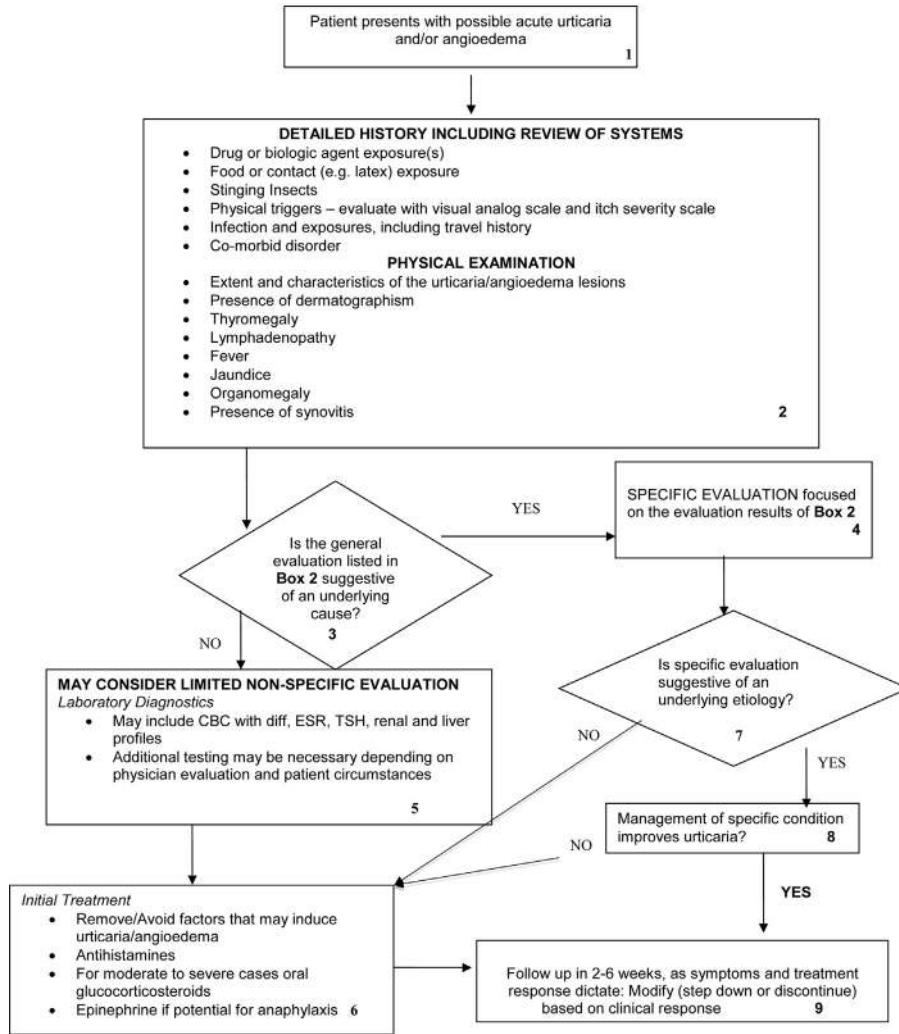 Patient presents with possible acute urticaria
and/or angioedema
1
DETAILED HISTORY INCLUDING REVIEW OF SYSTEMS
• Drug or biologic agent exposure(s)
• Food or contact (e.g. latex) exposure
• Stinging Insects
• Physical triggers – evaluate with visual analog scale and itch severity scale
• Infection and exposures, including travel history
• Co-morbid disorder
PHYSICAL EXAMINATION
• Extent and characteristics of the urticaria/angioedema lesions
• Presence of dermatographism
• Thyromegaly
• Lymphadenopathy
• Fever
• Jaundice
• Organomegaly
• Presence of synovitis
2
Is the general
evaluation listed in
Box 2 suggestive
of an underlying
cause?
3
YES
SPECIFIC EVALUATION focused
on the evaluation results of Box 2
4
NO
MAY CONSIDER LIMITED NON-SPECIFIC EVALUATION
Laboratory Diagnostics
• May include CBC with diff, ESR, TSH, renal and liver
profiles
• Additional testing may be necessary depending on
physician evaluation and patient circumstances
5
Is specific evaluation
suggestive of an
underlying etiology?
7
NO
YES
Management of specific condition
improves urticaria? 8
NO
YES
Initial Treatment
• Remove/Avoid factors that may induce
urticaria/angioedema
• Antihistamines
• For moderate to severe cases oral
glucocorticosteroids
• Epinephrine if potential for anaphylaxis 6
Follow up in 2-6 weeks, as symptoms and treatment
response dictate: Modify (step down or discontinue)
based on clinical response 9